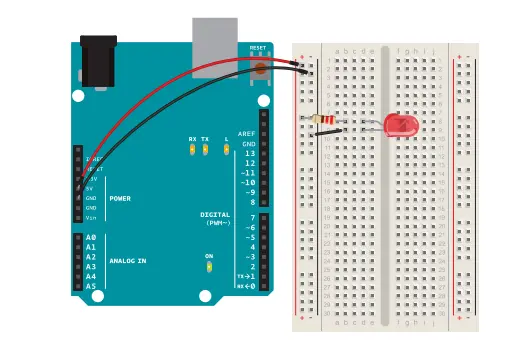 RESET
+ -
+ -
a b c d e
f g h i j
AREF
GND
RX TX L
13
12
~11
~10
~9
8
IOREF
RESET
3.3V
5V
GND
GND
Vin
POWER
DIGITAL
(PWM~)
7
~6
~5
4
~3
2
TX→1
RX←0
A0
A1
A2
A3
A4
A5
ANALOG IN
ON
+ -
a b c d e
f g h i j
+ -